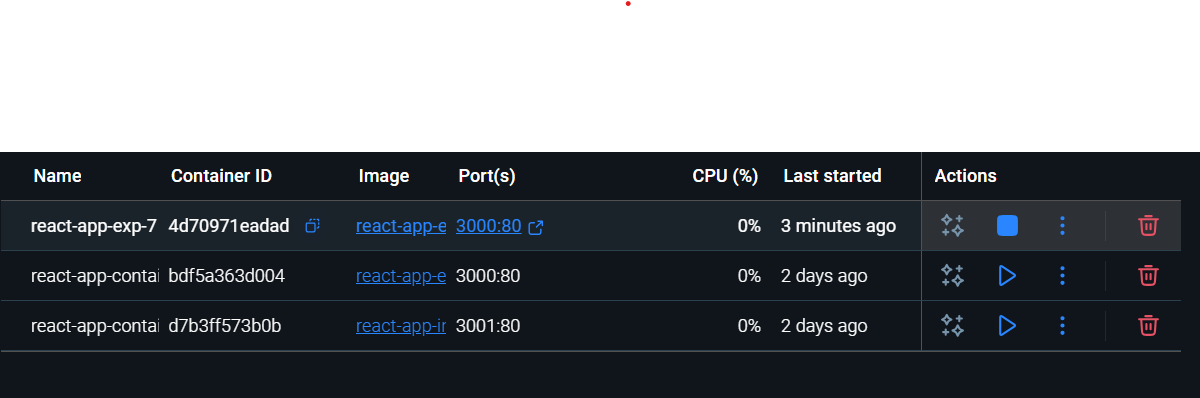 Name Container ID Image Port(s) CPU (%) Last started Actions
react-app-exp-7 4d70971eadad react-app-e 3000:80 0% 3 minutes ago
react-app-contai bdf5a363d004 react-app-e 3000:80 0% 2 days ago
react-app-contai d7b3ff573b0b react-app-ir 3001:80 0% 2 days ago